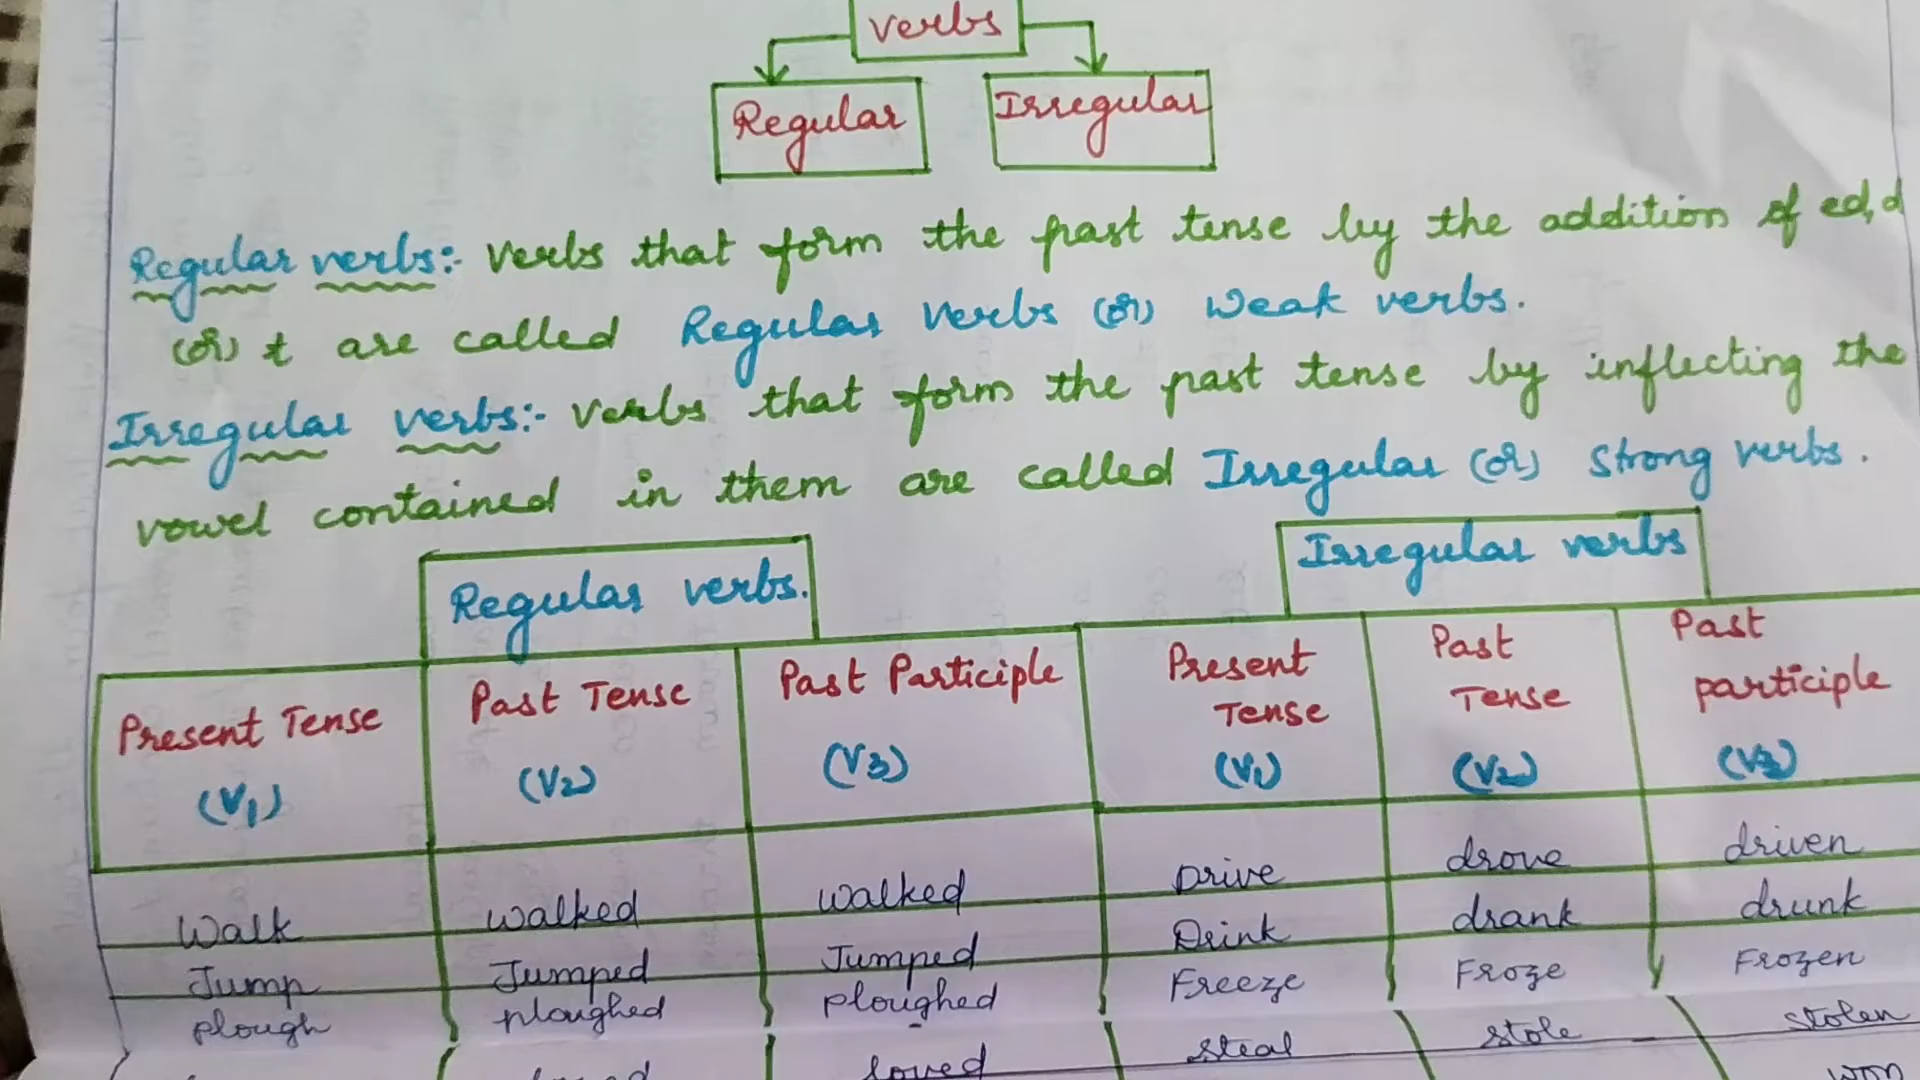 Verbs
Regular Irregular
Regular verbs:- Verbs that form the past tense by the addition of ed, d
(or) t are called Regular Verbs (or) Weak verbs.
Irregular verbs:- Verbs that form the past tense by inflecting the
vowel contained in them are called Irregular (or) strong verbs.
Regular verbs. Irregular verbs
Present Tense (V1) Past Tense (V2) Past Participle (V3) Present Tense (V1) Past Tense (V2) Past participle (V3)
Walk walked walked Drive drove driven
Jump Jumped Jumped Drink drank drunk
plough ploughed ploughed Freeze Froze Frozen
steal stole stolen
loved won